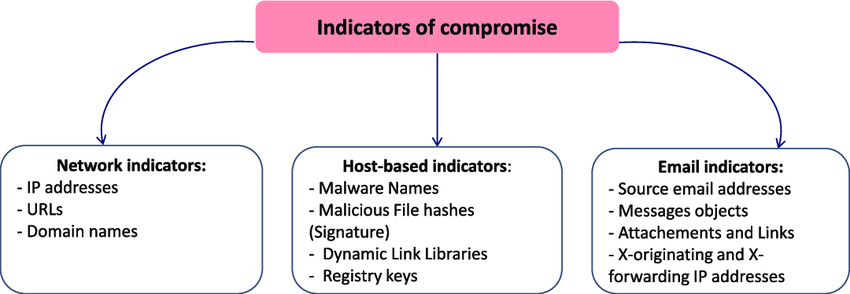 Indicators of compromise
Network indicators:
- IP addresses
- URLs
- Domain names
Host-based indicators:
- Malware Names
- Malicious File hashes
(Signature)
- Dynamic Link Libraries
- Registry keys
Email indicators:
- Source email addresses
- Messages objects
- Attachements and Links
- X-originating and X-
forwarding IP addresses